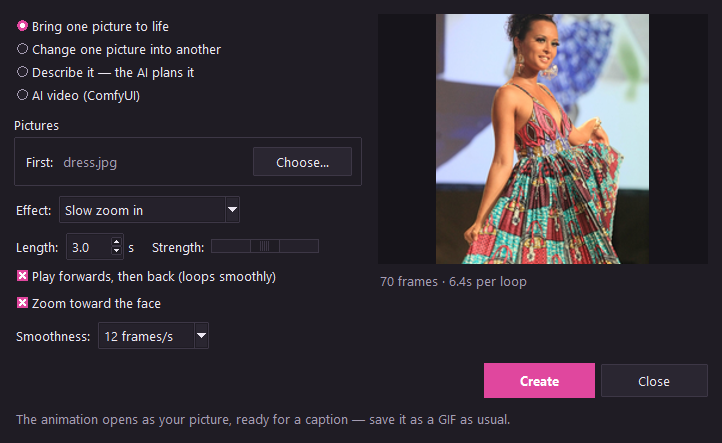 Bring one picture to life
Change one picture into another
Describe it — the AI plans it
AI video (ComfyUI)
Pictures
First: dress.jpg Choose...
Effect: Slow zoom in
Length: 3.0 s Strength:
Play forwards, then back (loops smoothly)
Zoom toward the face
Smoothness: 12 frames/s
70 frames · 6.4s per loop
Create Close
The animation opens as your picture, ready for a caption — save it as a GIF as usual.